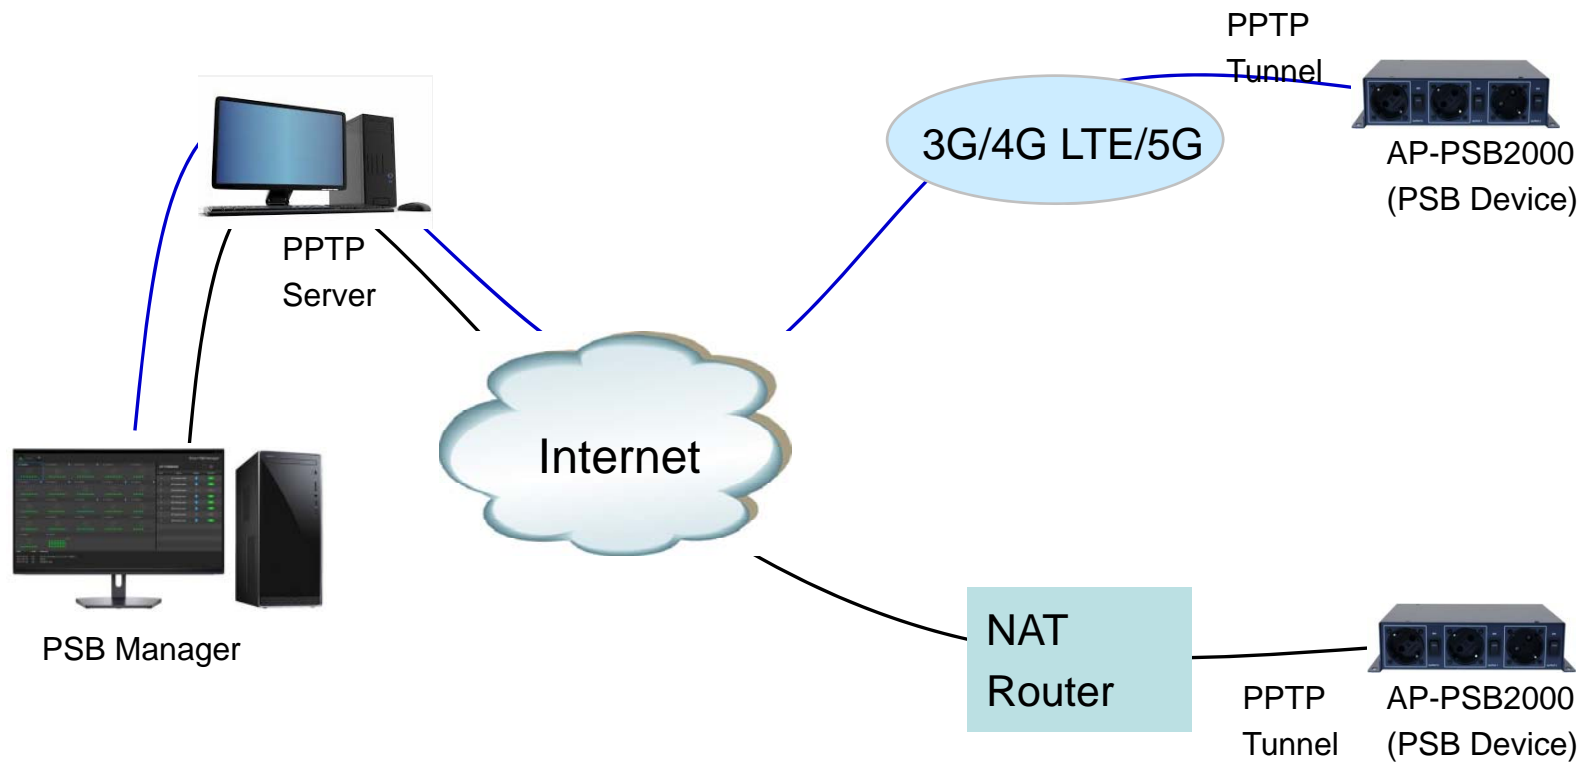 PPTP
Tunnel
3G/4G LTE/5G
AP-PSB2000
(PSB Device)
PPTP
Server
Internet
PSB Manager
NAT
Router
PPTP
Tunnel
AP-PSB2000
(PSB Device)